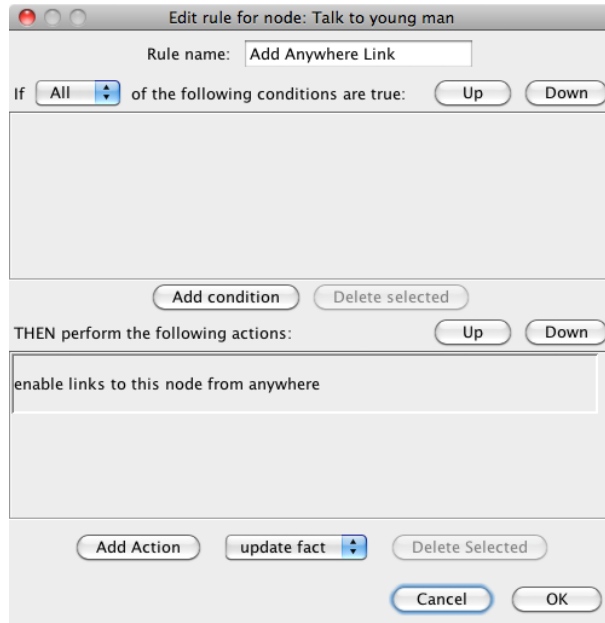 Edit rule for node: Talk to young man
Rule name: Add Anywhere Link
If All of the following conditions are true: Up Down
Add condition Delete selected
THEN perform the following actions: Up Down
enable links to this node from anywhere
Add Action update fact Delete Selected
Cancel OK